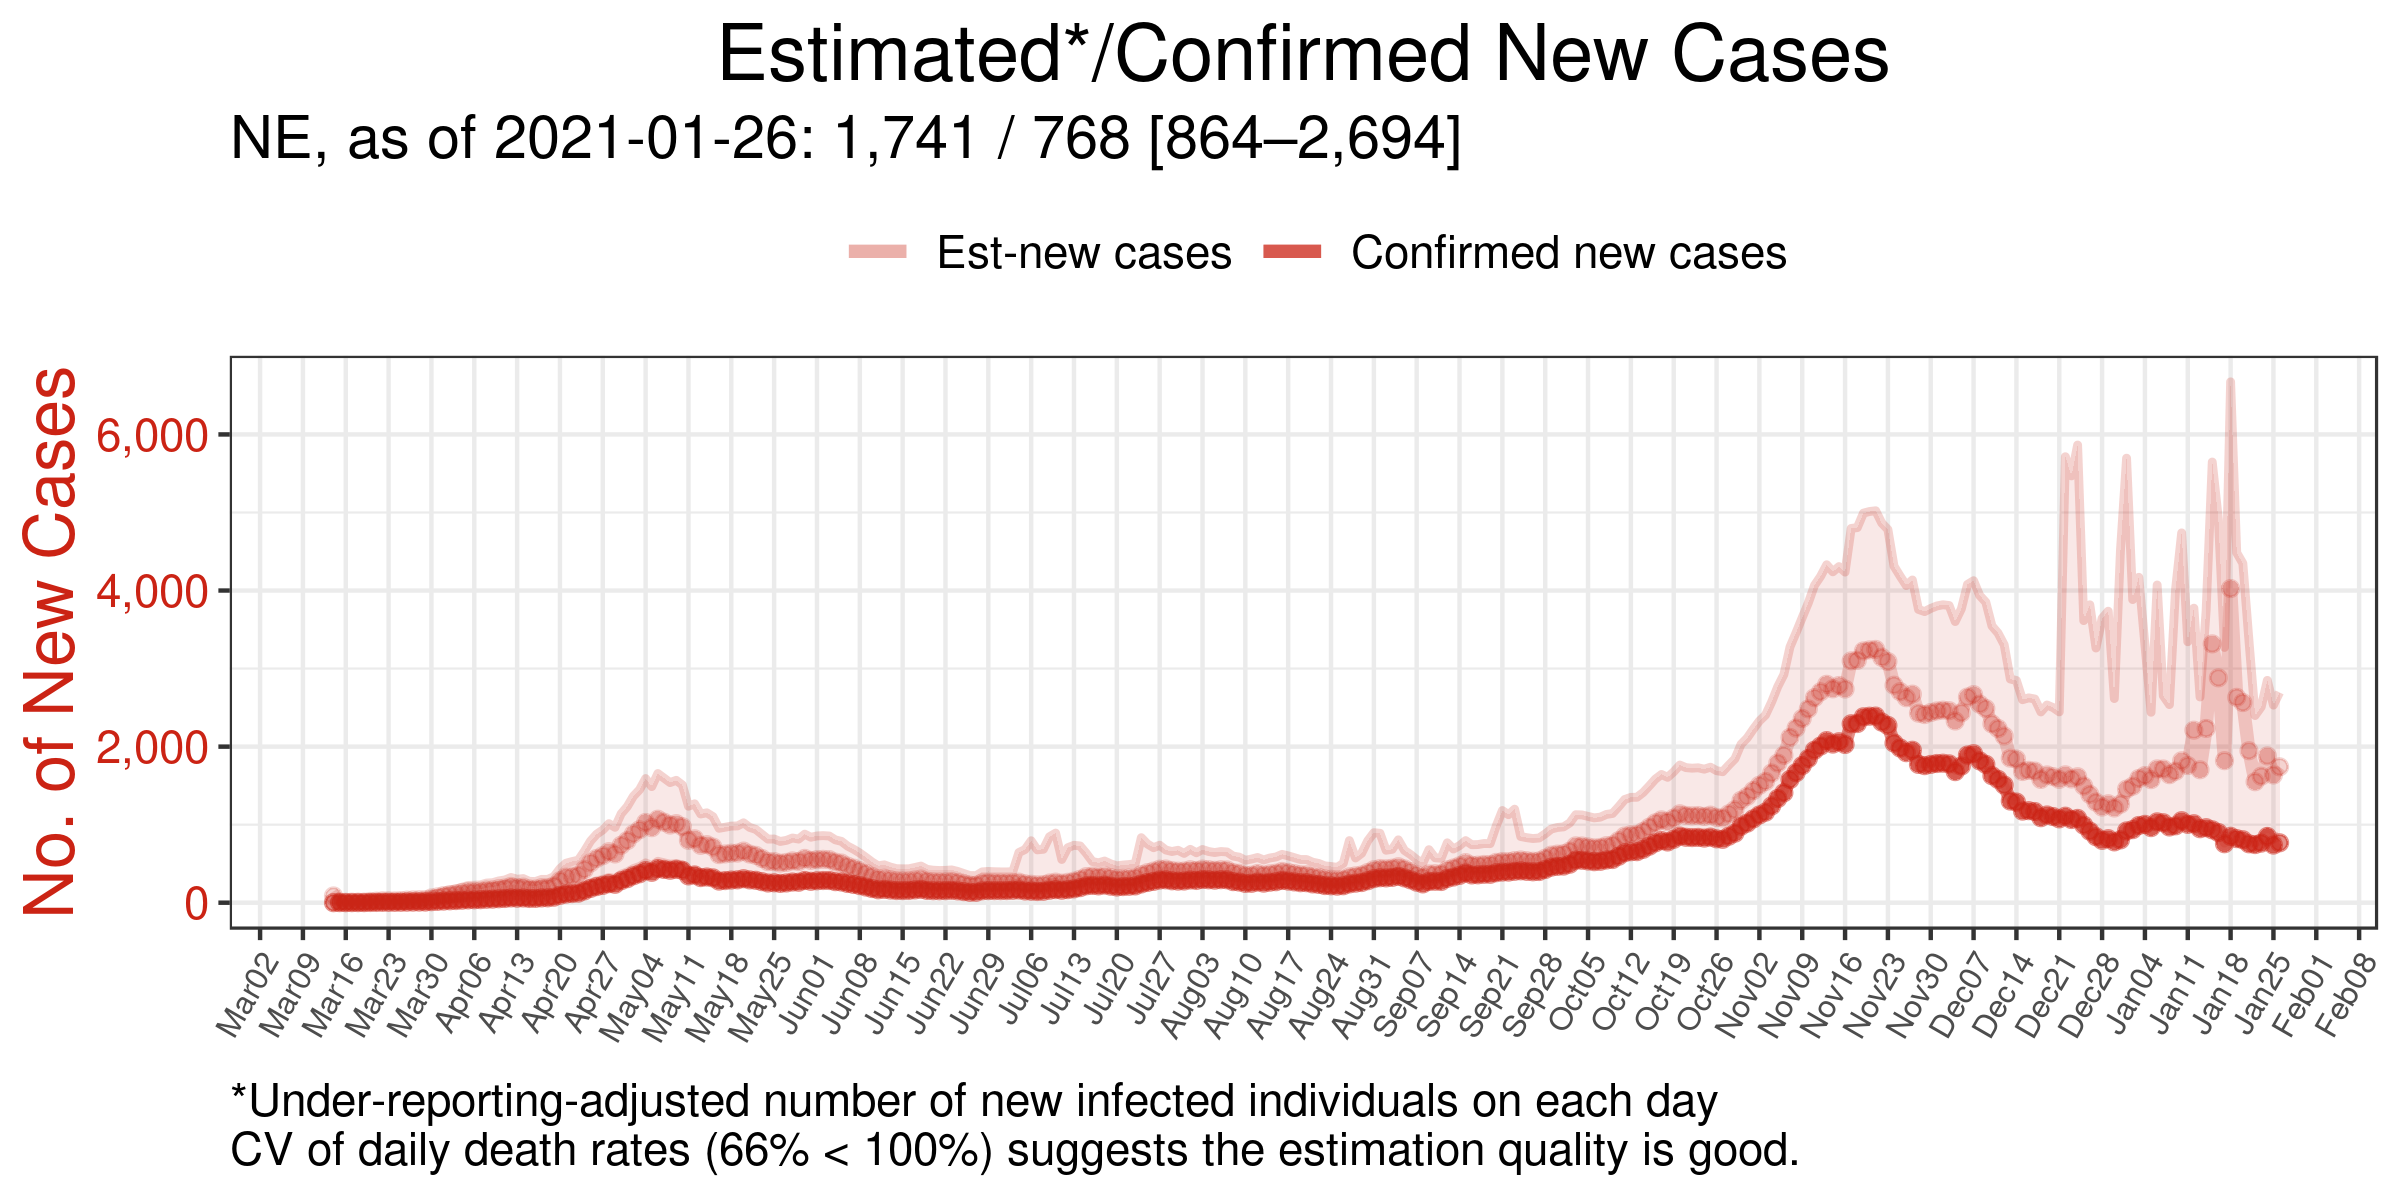 Estimated*/Confirmed New Cases
NE, as of 2021-01-26: 1,741 / 768 [864–2,694]
Est-new cases Confirmed new cases
No. of New Cases
6,000
4,000
2,000
0
Mar02 Mar09 Mar16 Mar23 Mar30 Apr06 Apr13 Apr20 Apr27 May04 May11 May18 May25 Jun01 Jun08 Jun15 Jun22 Jun29 Jul06 Jul13 Jul20 Jul27 Aug03 Aug10 Aug17 Aug24 Aug31 Sep07 Sep14 Sep21 Sep28 Oct05 Oct12 Oct19 Oct26 Nov02 Nov09 Nov16 Nov23 Nov30 Dec07 Dec14 Dec21 Dec28 Jan04 Jan11 Jan18 Jan25 Feb01 Feb08
*Under-reporting-adjusted number of new infected individuals on each day
CV of daily death rates (66% < 100%) suggests the estimation quality is good.